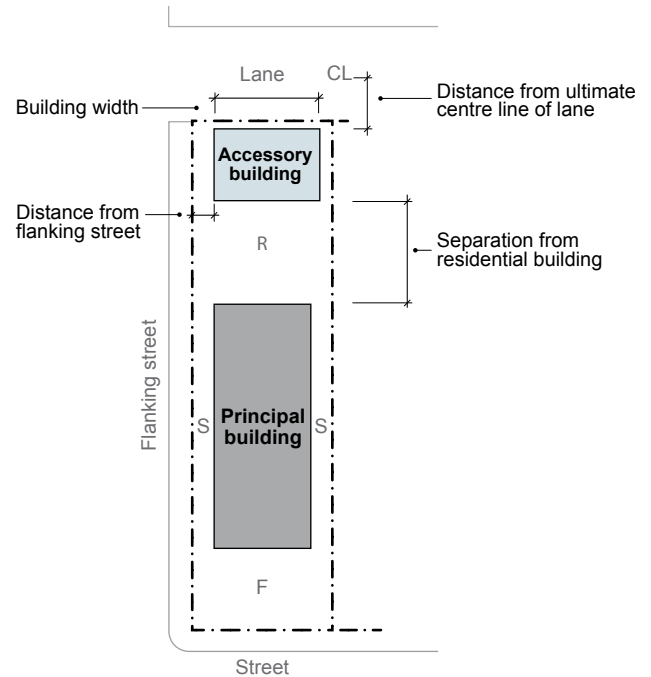 Lane
CL
Distance from ultimate
centre line of lane
Building width
Accessory
building
Distance from
flanking street
R
Separation from
residential building
Flanking street
S
Principal
building
S
F
Street